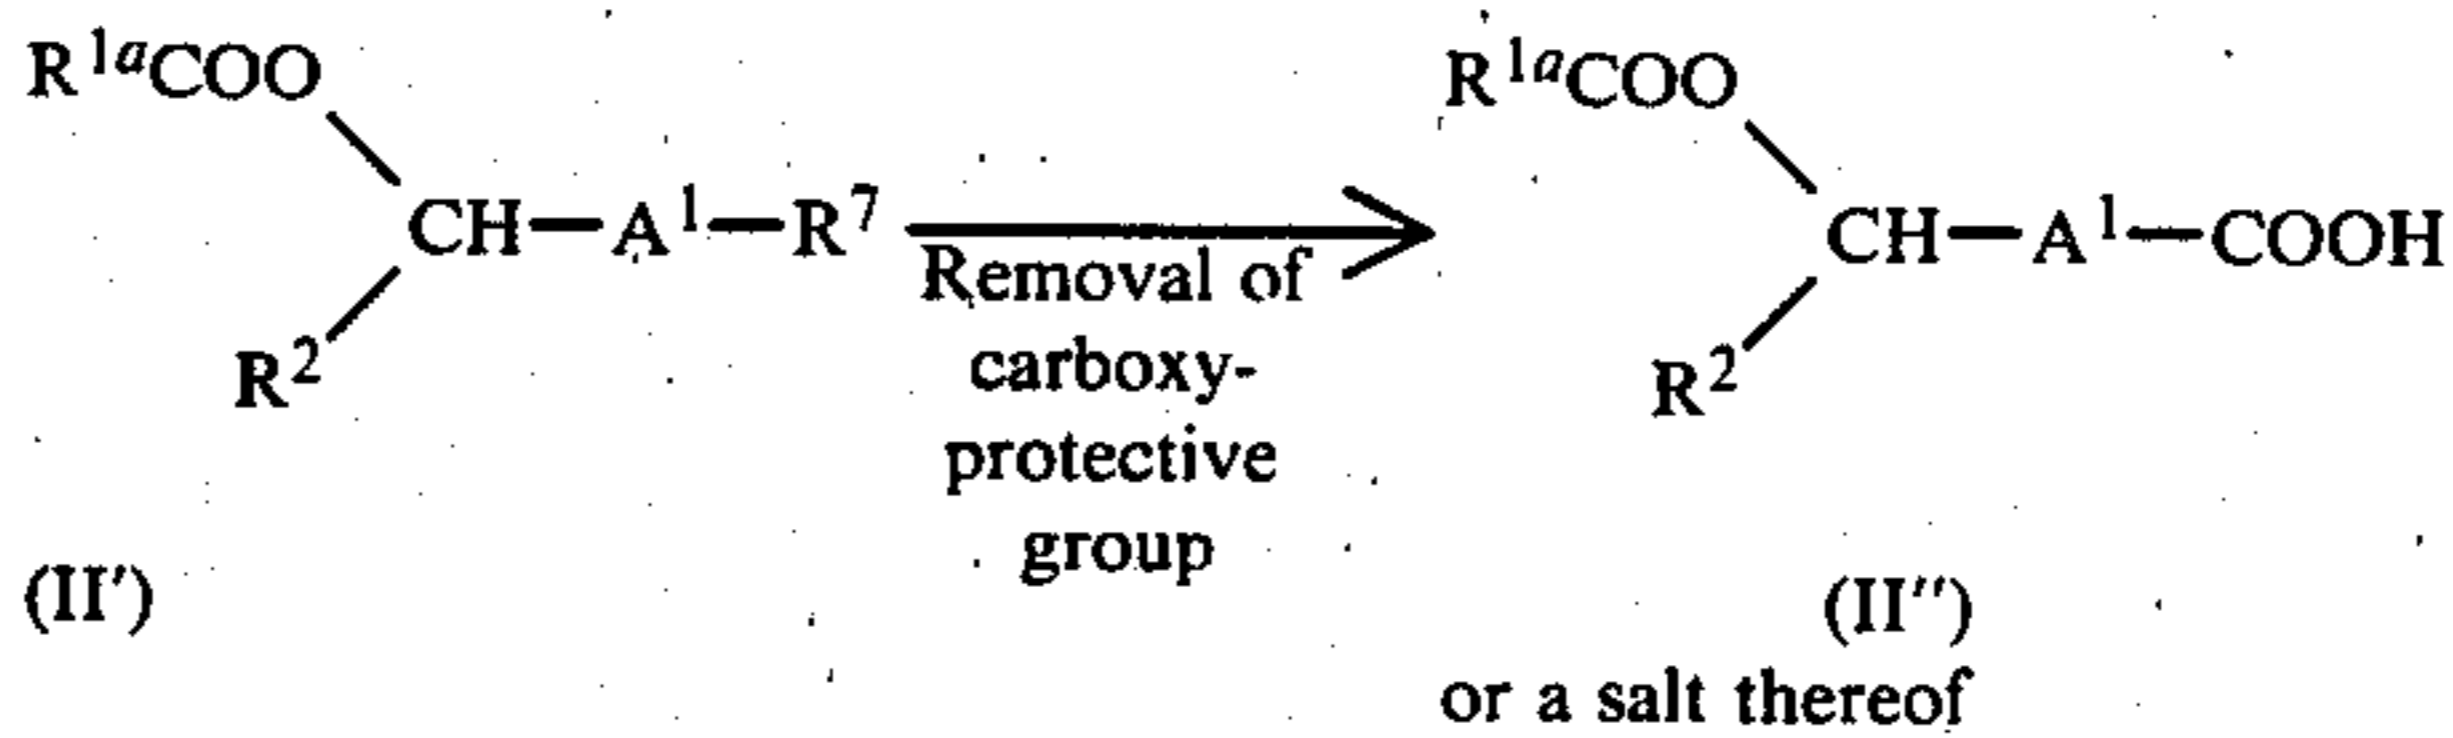 R¹ᵃCOO
CH—A¹—R⁷
R²
(II′)
Removal of
carboxy-
protective
group
R¹ᵃCOO
CH—A¹—COOH
R²
(II″)
or a salt thereof